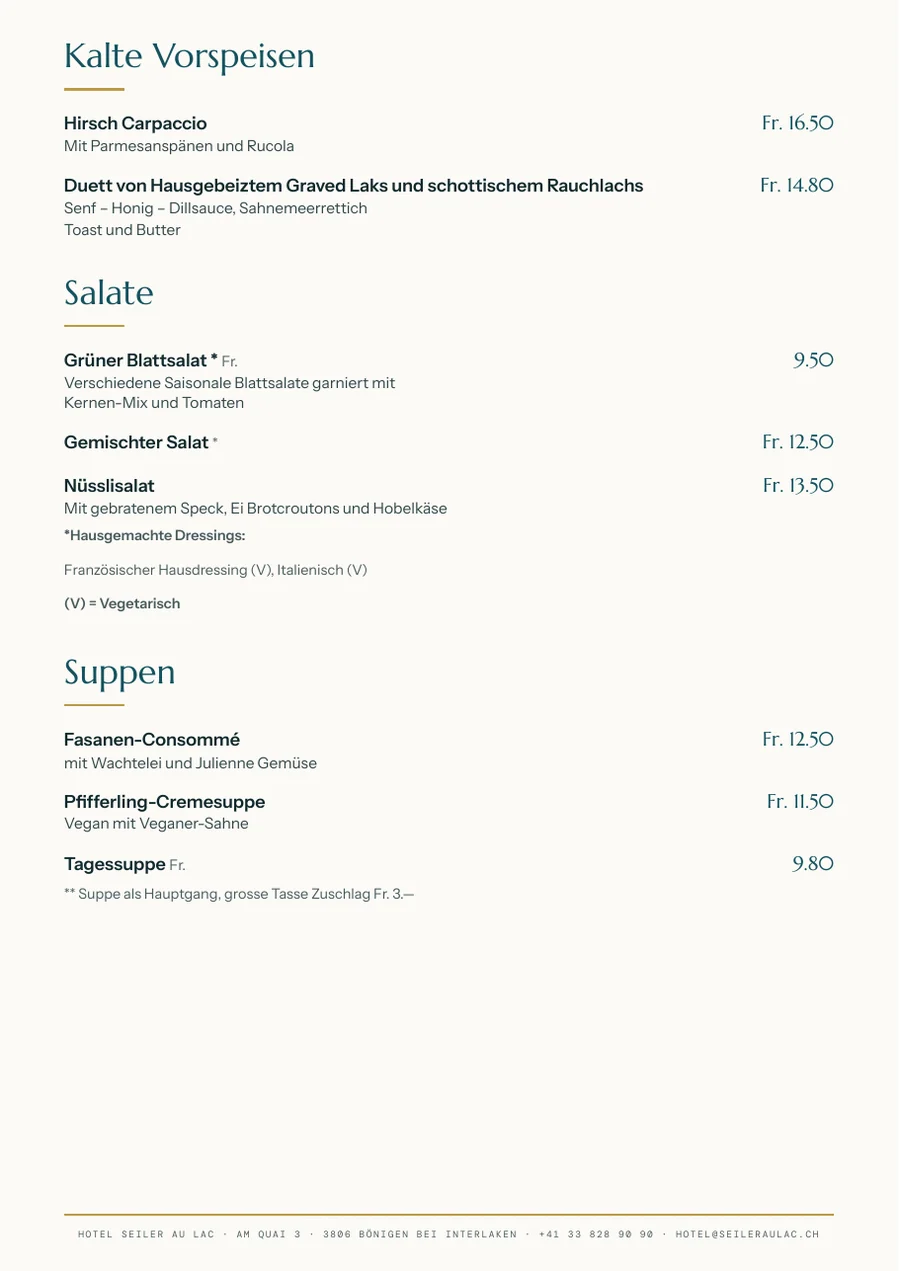 Kalte Vorspeisen
Hirsch Carpaccio Fr. 16.50
Mit Parmesanspänen und Rucola
Duett von Hausgebeiztem Graved Laks und schottischem Rauchlachs Fr. 14.80
Senf – Honig – Dillsauce, Sahnemeerrettich
Toast und Butter
Salate
Grüner Blattsalat * Fr. 9.50
Verschiedene Saisonale Blattsalate garniert mit
Kernen-Mix und Tomaten
Gemischter Salat * Fr. 12.50
Nüsslisalat Fr. 13.50
Mit gebratenem Speck, Ei Brotcroutons und Hobelkäse
*Hausgemachte Dressings:
Französischer Hausdressing (V), Italienisch (V)
(V) = Vegetarisch
Suppen
Fasanen-Consommé Fr. 12.50
mit Wachtelei und Julienne Gemüse
Pfifferling-Cremesuppe Fr. 11.50
Vegan mit Veganer-Sahne
Tagessuppe Fr. 9.80
** Suppe als Hauptgang, grosse Tasse Zuschlag Fr. 3.—
HOTEL SEILER AU LAC · AM QUAI 3 · 3806 BÖNIGEN BEI INTERLAKEN · +41 33 828 90 90 · HOTEL@SEILERAULAC.CH